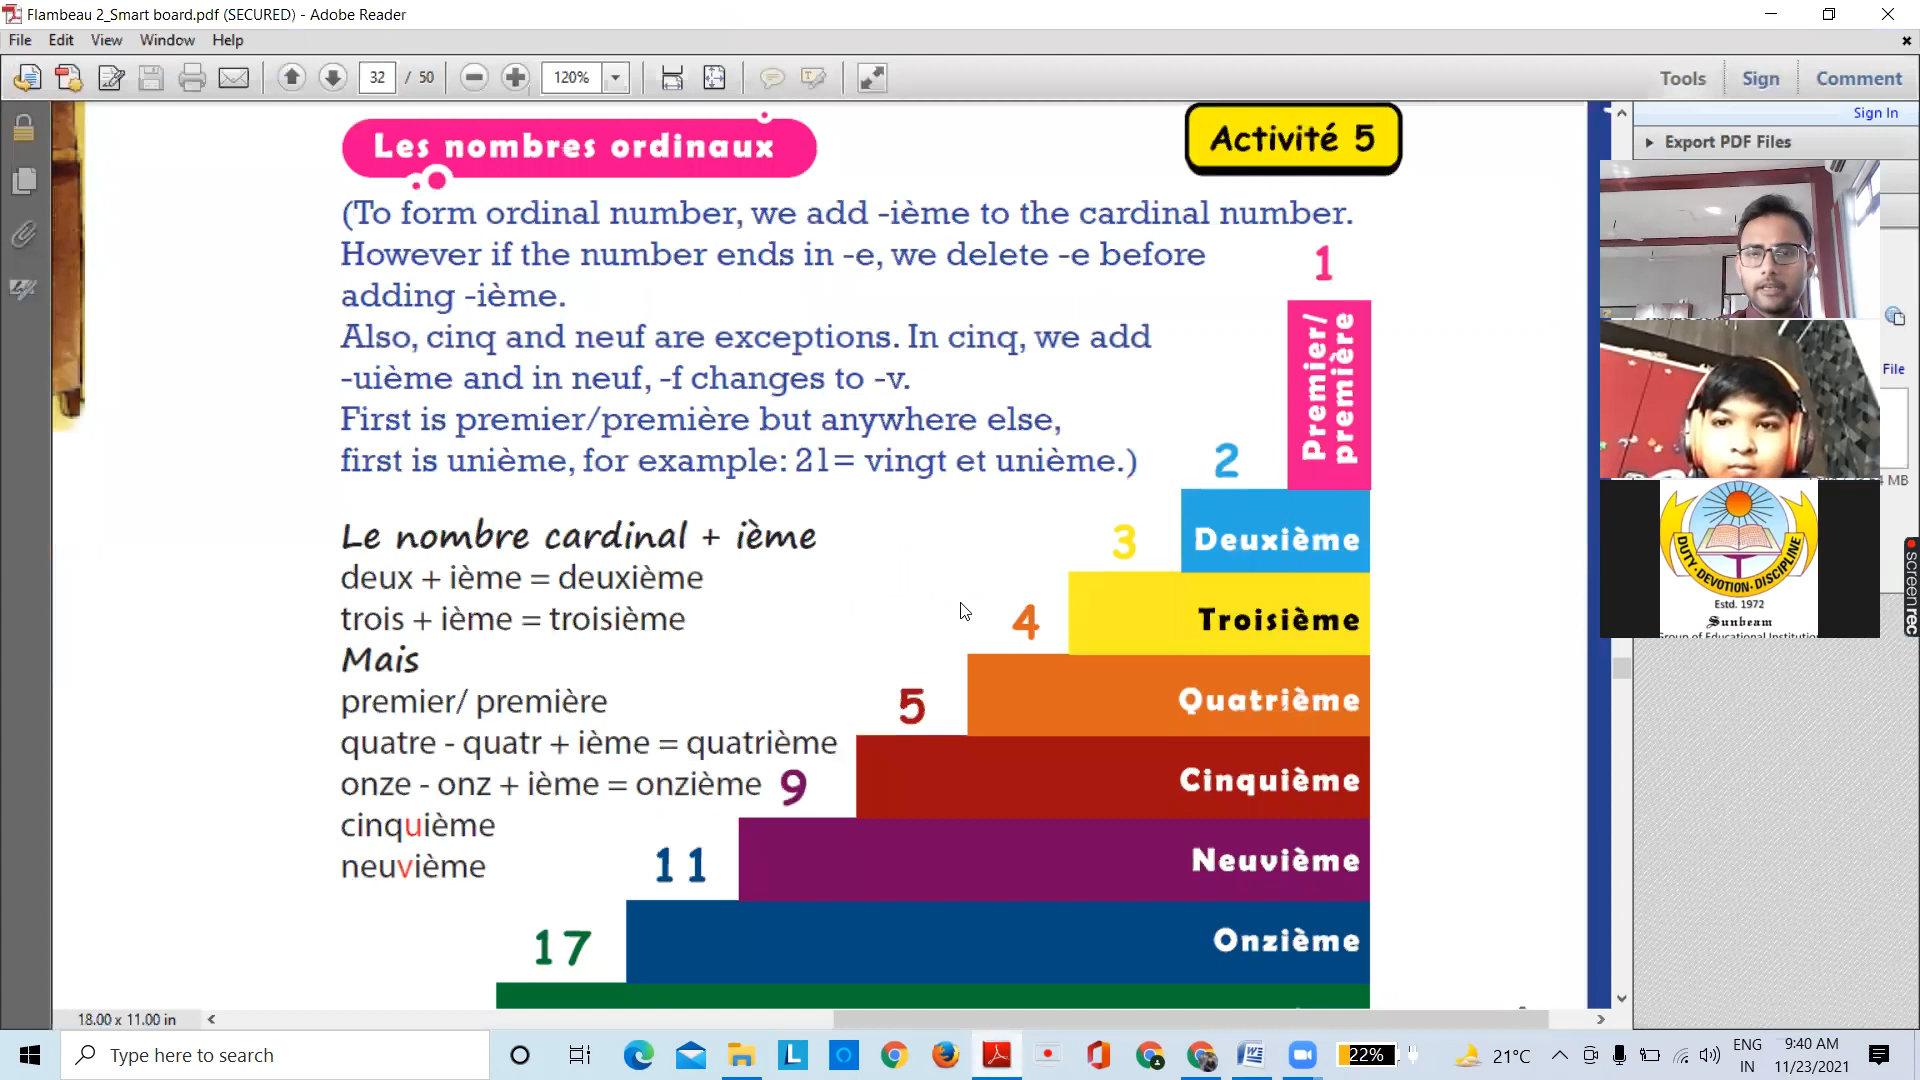 Flambeau 2_Smart board.pdf (SECURED) - Adobe Reader
File Edit View Window Help
32 / 50 120% Tools Sign Comment
Sign In
Export PDF Files
Les nombres ordinaux
Activité 5
(To form ordinal number, we add -ième to the cardinal number.
However if the number ends in -e, we delete -e before
adding -ième.
Also, cinq and neuf are exceptions. In cinq, we add
-uième and in neuf, -f changes to -v.
First is premier/première but anywhere else,
first is unième, for example: 21= vingt et unième.)
Le nombre cardinal + ième
deux + ième = deuxième
trois + ième = troisième
Mais
premier/ première
quatre - quatr + ième = quatrième
onze - onz + ième = onzième
cinquième
neuvième
1
Premier/
première
2
Deuxième
3
Troisième
4
Quatrième
5
Cinquième
9
Neuvième
11
Onzième
17
File
MB
DUTY·DEVOTION·DISCIPLINE
Estd. 1972
Sunbeam
Group of Educational Institution
screenrec
18.00 x 11.00 in
Type here to search
22%
21°C
ENG
IN
9:40 AM
11/23/2021